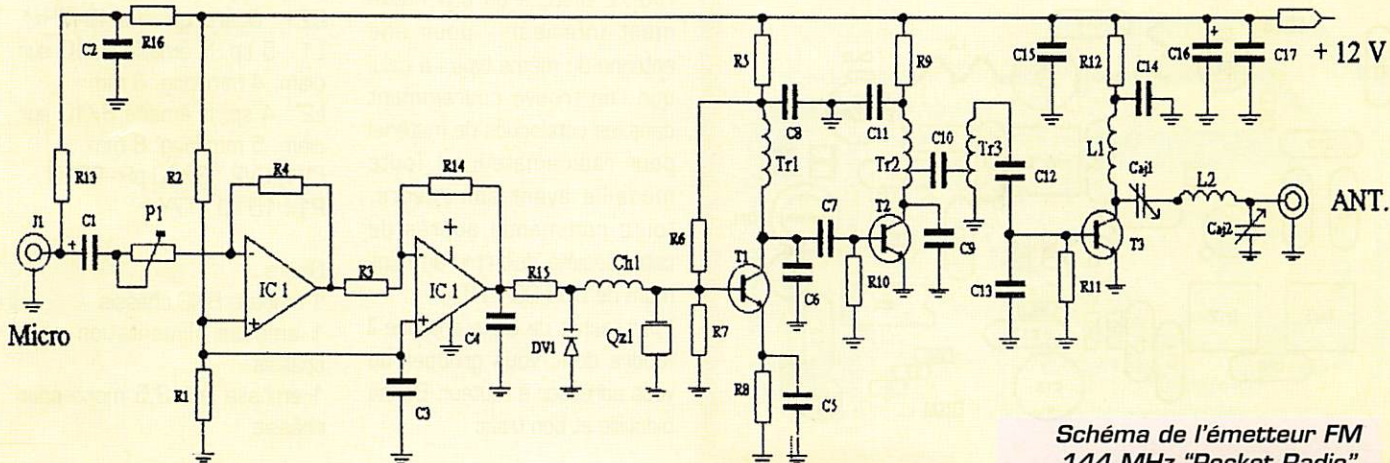 R16
C2
R13
R2
R4
R14
J1
C1
P1
+
-
IC 1
+
R3
+
-
IC 1
+
R15
Ch1
C4
DV1
Qz1
Micro
R1
C3
R5
C8
Tr1
R6
R7
T1
R8
C5
C6
C7
R10
R9
C11
Tr2
T2
C9
C10
Tr3
C12
C13
R11
C15
R12
C14
L1
T3
Caj1
L2
Caj2
+
C16
C17
+ 12 V
ANT.
Schéma de l'émetteur FM
144 MHz "Pocket Radio"